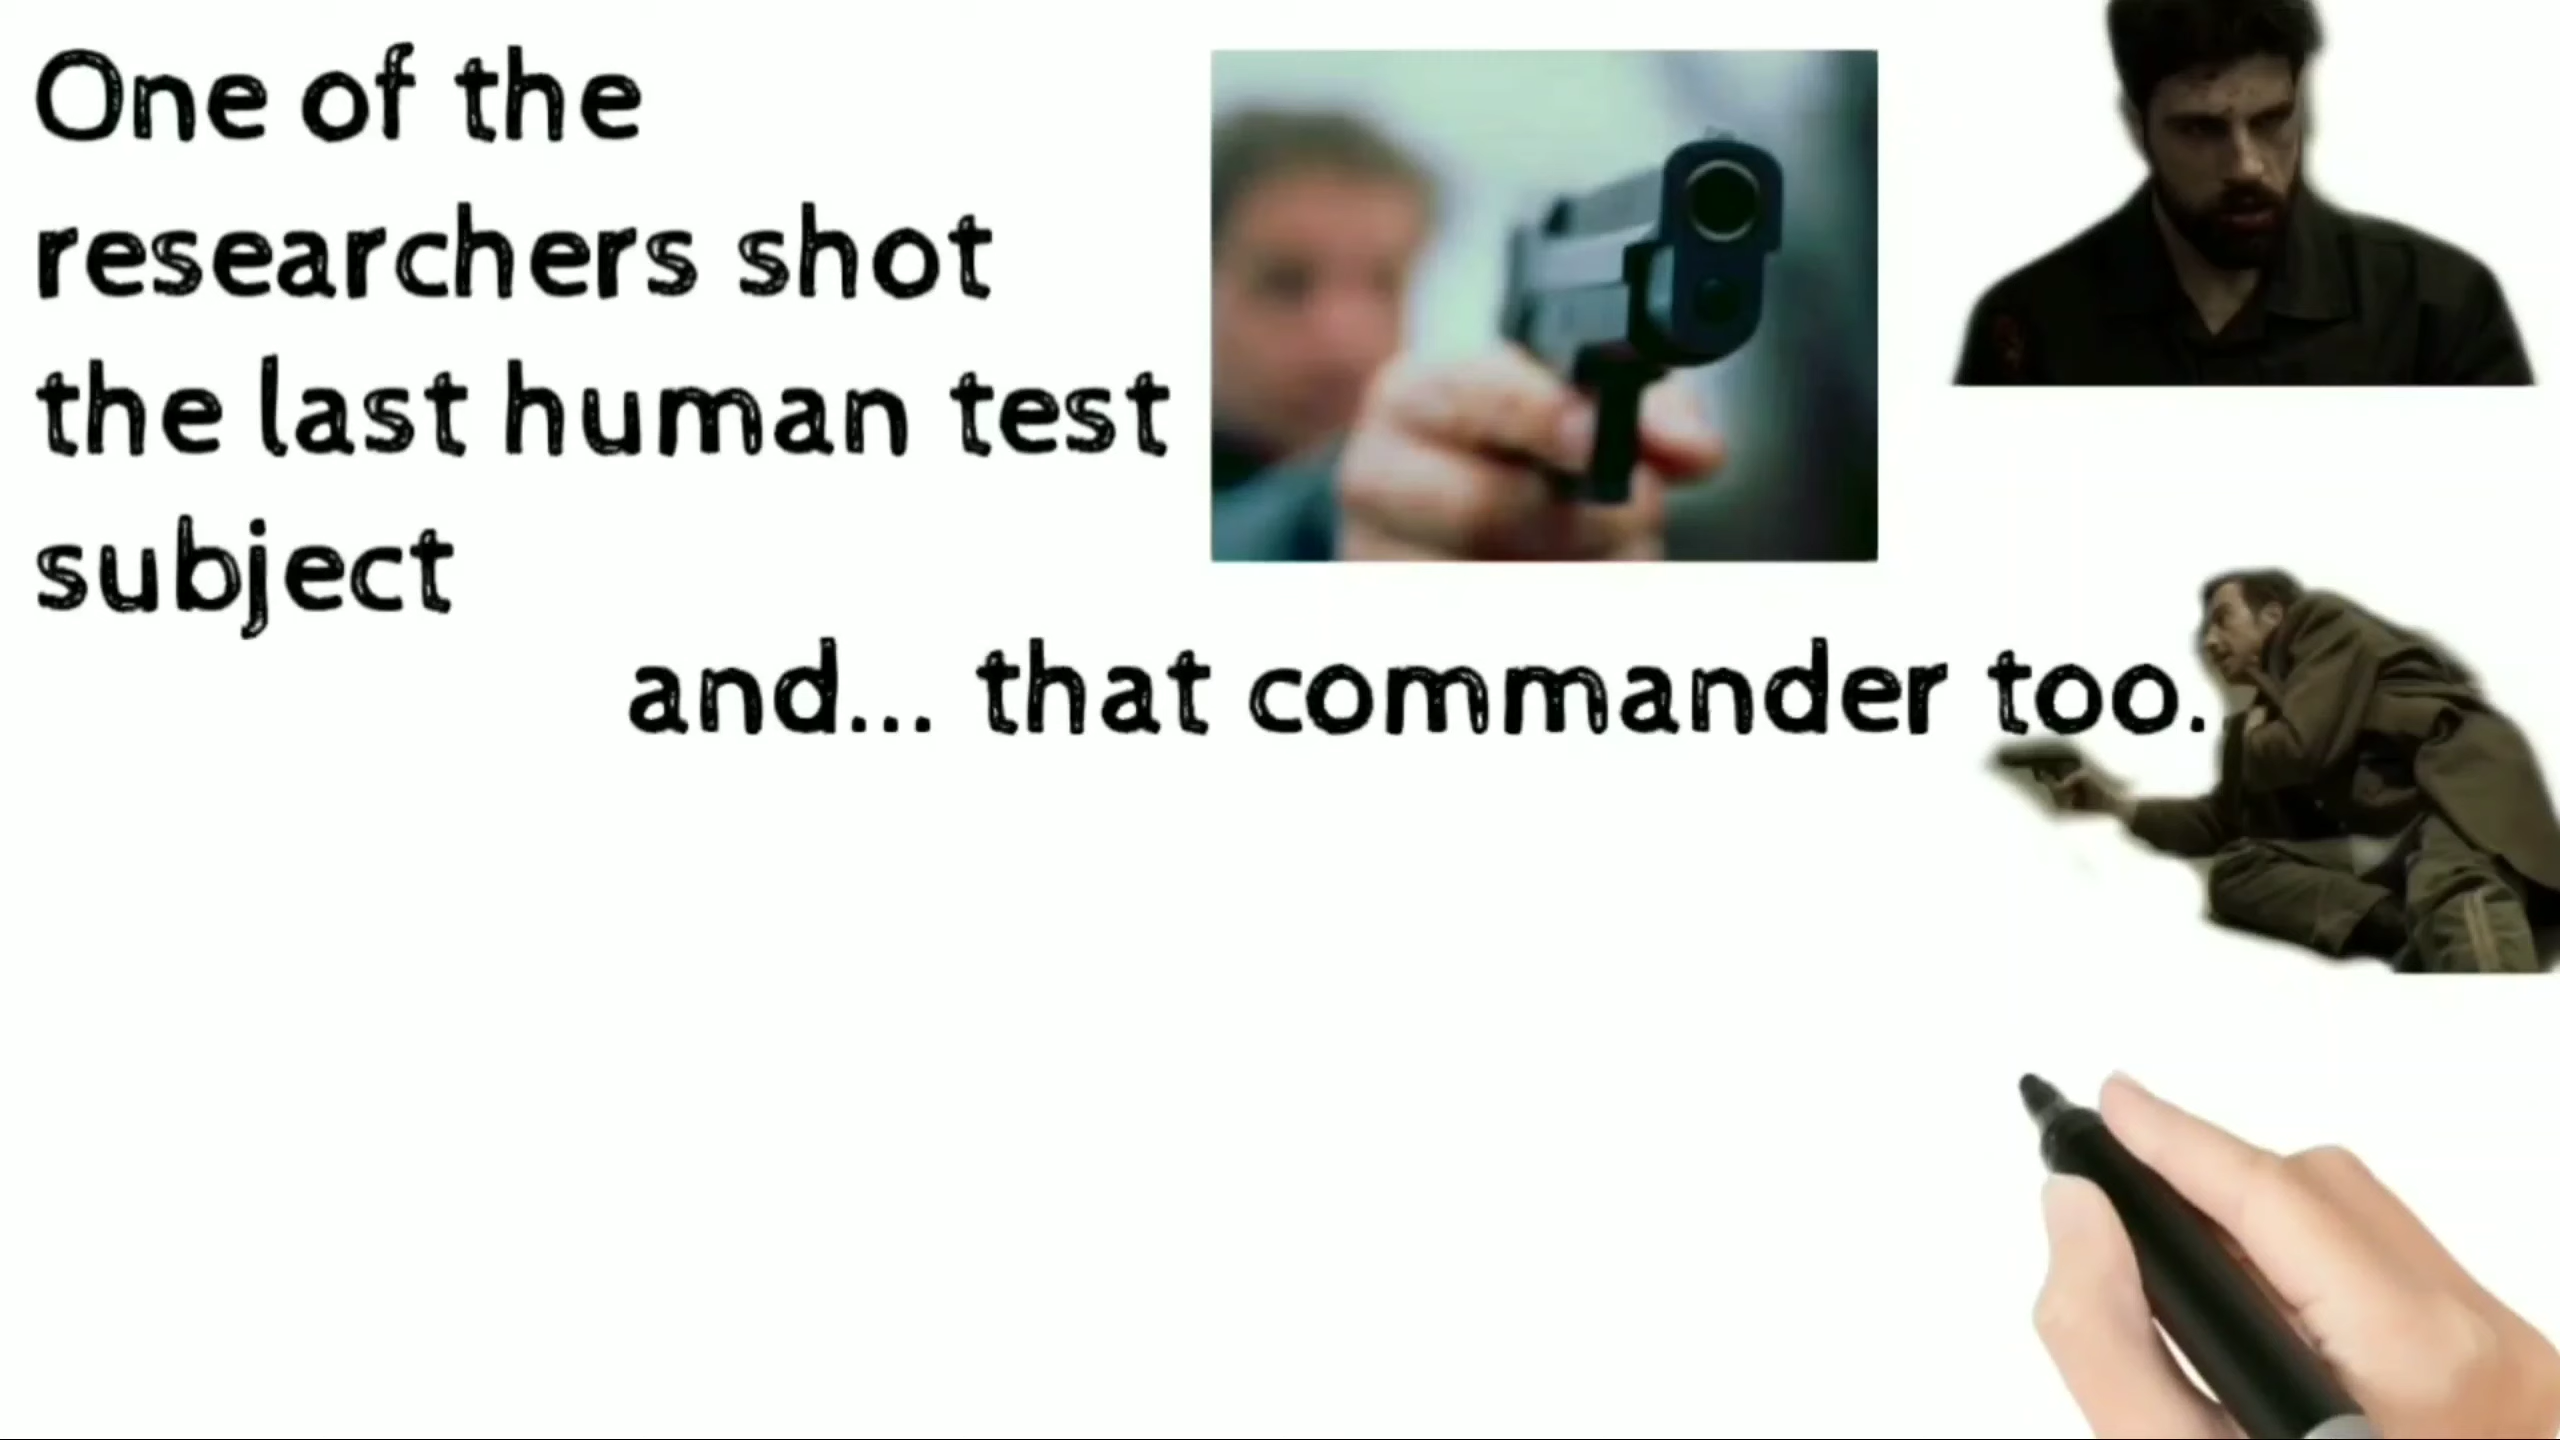 One of the
researchers shot
the last human test
subject
and... that commander too.